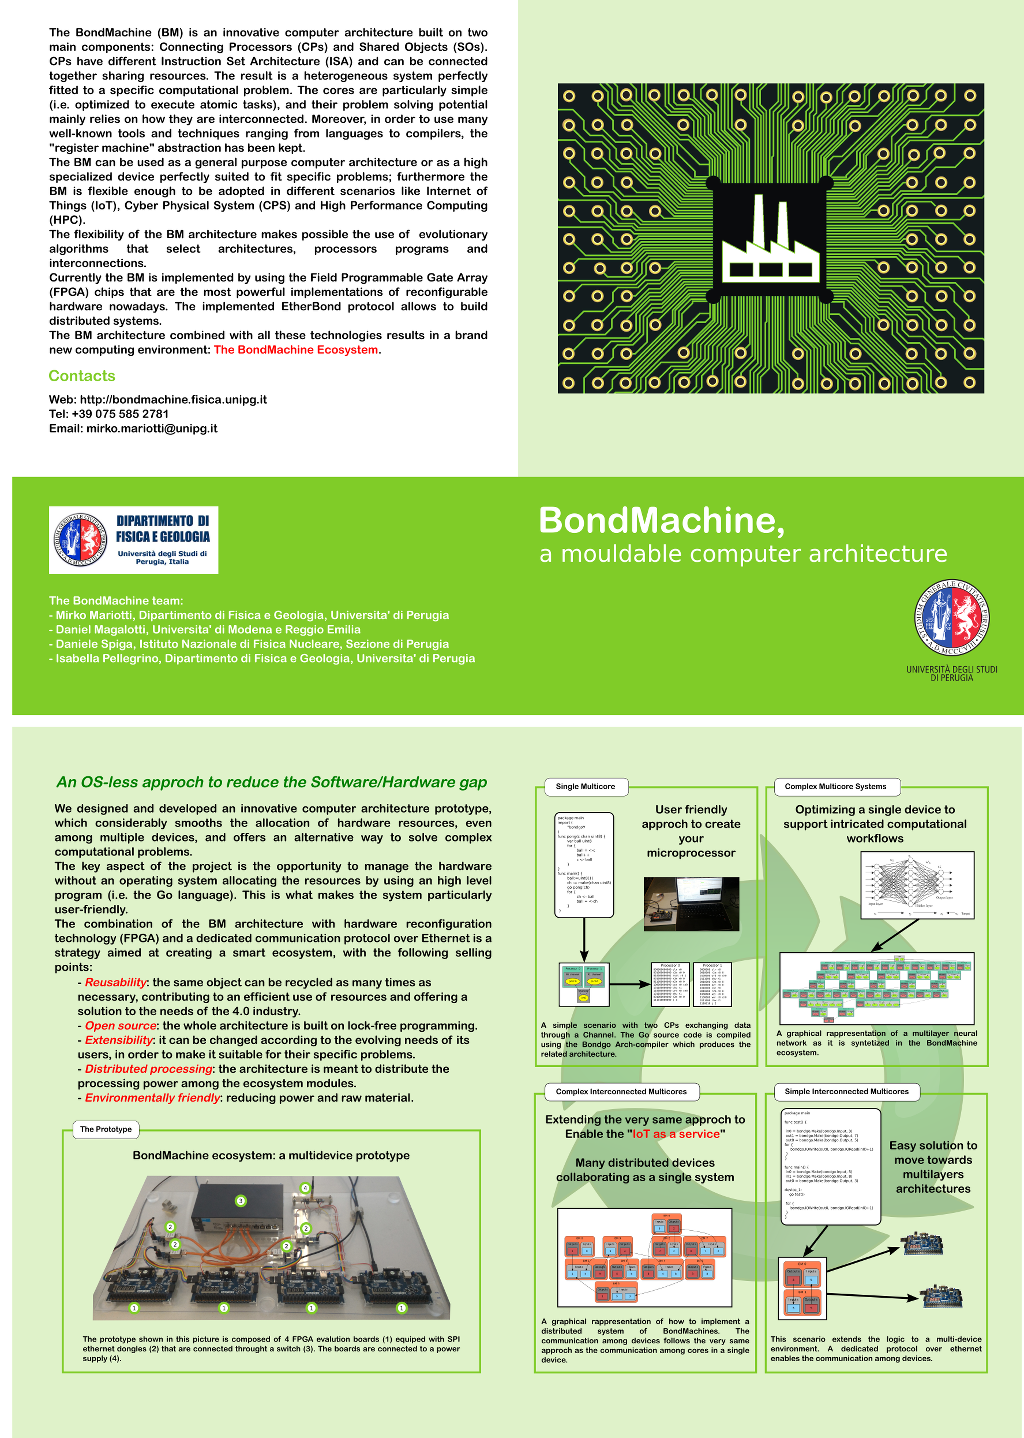 The BondMachine (BM) is an innovative computer architecture built on two
main components: Connecting Processors (CPs) and Shared Objects (SOs).
CPs have different Instruction Set Architecture (ISA) and can be connected
together sharing resources. The result is a heterogeneous system perfectly
fitted to a specific computational problem. The cores are particularly simple
(i.e. optimized to execute atomic tasks), and their problem solving potential
mainly relies on how they are interconnected. Moreover, in order to use many
well-known tools and techniques ranging from languages to compilers, the
"register machine" abstraction has been kept.
The BM can be used as a general purpose computer architecture or as a high
specialized device perfectly suited to fit specific problems; furthermore the
BM is flexible enough to be adopted in different scenarios like Internet of
Things (IoT), Cyber Physical System (CPS) and High Performance Computing
(HPC).
The flexibility of the BM architecture makes possible the use of evolutionary
algorithms that select architectures, processors programs and
interconnections.
Currently the BM is implemented by using the Field Programmable Gate Array
(FPGA) chips that are the most powerful implementations of reconfigurable
hardware nowadays. The implemented EtherBond protocol allows to build
distributed systems.
The BM architecture combined with all these technologies results in a brand
new computing environment: The BondMachine Ecosystem.
Contacts
Web: http://bondmachine.fisica.unipg.it
Tel: +39 075 585 2781
Email: mirko.mariotti@unipg.it
DIPARTIMENTO DI
FISICA E GEOLOGIA
Università degli Studi di
Perugia, Italia
The BondMachine team:
- Mirko Mariotti, Dipartimento di Fisica e Geologia, Universita' di Perugia
- Daniel Magalotti, Universita' di Modena e Reggio Emilia
- Daniele Spiga, Istituto Nazionale di Fisica Nucleare, Sezione di Perugia
- Isabella Pellegrino, Dipartimento di Fisica e Geologia, Universita' di Perugia
BondMachine,
a mouldable computer architecture
UNIVERSITÀ DEGLI STUDI
DI PERUGIA
An OS-less approch to reduce the Software/Hardware gap
We designed and developed an innovative computer architecture prototype,
which considerably smooths the allocation of hardware resources, even
among multiple devices, and offers an alternative way to solve complex
computational problems.
The key aspect of the project is the opportunity to manage the hardware
without an operating system allocating the resources by using an high level
program (i.e. the Go language). This is what makes the system particularly
user-friendly.
The combination of the BM architecture with hardware reconfiguration
technology (FPGA) and a dedicated communication protocol over Ethernet is a
strategy aimed at creating a smart ecosystem, with the following selling
points:
- Reusability: the same object can be recycled as many times as
necessary, contributing to an efficient use of resources and offering a
solution to the needs of the 4.0 industry.
- Open source: the whole architecture is built on lock-free programming.
- Extensibility: it can be changed according to the evolving needs of its
users, in order to make it suitable for their specific problems.
- Distributed processing: the architecture is meant to distribute the
processing power among the ecosystem modules.
- Environmentally friendly: reducing power and raw material.
The Prototype
BondMachine ecosystem: a multidevice prototype
4
3
2
2
2
2
1
1
1
1
The prototype shown in this picture is composed of 4 FPGA evalution boards (1) equiped with SPI
ethernet dongles (2) that are connected throught a switch (3). The boards are connected to a power
supply (4).
Single Multicore
User friendly
approch to create
your
microprocessor
package main
import (
"bondgo"
)
A simple scenario with two CPs exchanging data
through a Channel. The Go source code is compiled
using the Bondgo Arch-compiler which produces the
related architecture.
Complex Multicore Systems
Optimizing a single device to
support intricated computational
workflows
A graphical rappresentation of a multilayer neural
network as it is syntetized in the BondMachine
ecosystem.
Complex Interconnected Multicores
Extending the very same approch to
Enable the "IoT as a service"
Many distributed devices
collaborating as a single system
A graphical rappresentation of how to implement a
distributed system of BondMachines. The
communication among devices follows the very same
approch as the communication among cores in a single
device.
Simple Interconnected Multicores
package main
Easy solution to
move towards
multilayers
architectures
This scenario extends the logic to a multi-device
environment. A dedicated protocol over ethernet
enables the communication among devices.